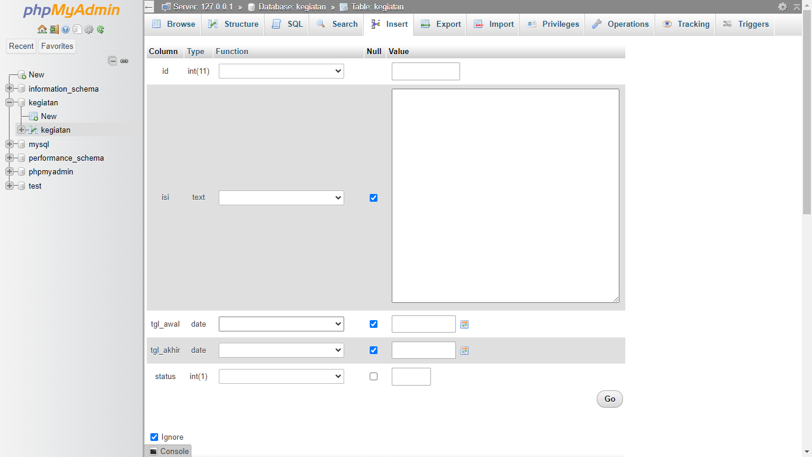 phpMyAdmin
Recent Favorites
New
information_schema
kegiatan
New
kegiatan
mysql
performance_schema
phpmyadmin
test
Server: 127.0.0.1 » Database: kegiatan » Table: kegiatan
Browse Structure SQL Search Insert Export Import Privileges Operations Tracking Triggers
Column Type Function Null Value
id int(11)
isi text
tgl_awal date
tgl_akhir date
status int(1)
Go
Ignore
Console